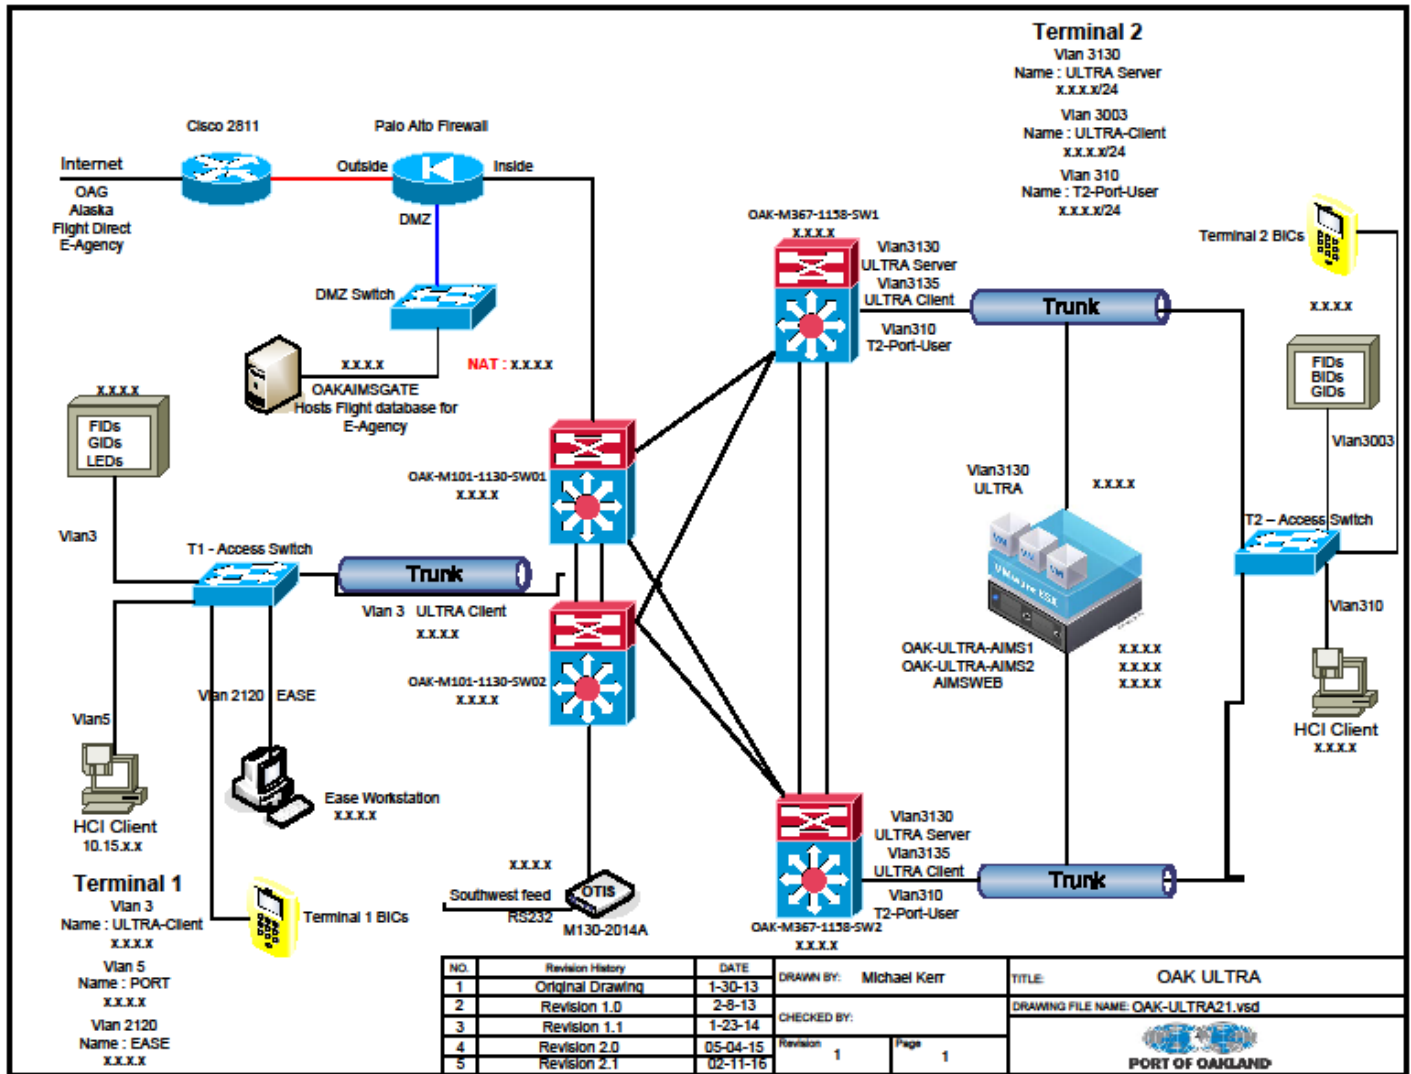 Terminal 2
Vlan 3130
Name : ULTRA Server
x.x.x.x/24
Vlan 3003
Name : ULTRA-Client
x.x.x.x/24
Vlan 310
Name : T2-Port-User
x.x.x.x/24
Cisco 2811
Palo Alto Firewall
Internet
Outside
Inside
OAG
Alaska
Flight Direct
E-Agency
DMZ
DMZ Switch
x.x.x.x
NAT : x.x.x.x
OAKAIMSGATE
Hosts Flight database for
E-Agency
x.x.x.x
FIDs
GIDs
LEDs
Vlan3
OAK-M101-1130-SW01
x.x.x.x
T1 - Access Switch
Trunk
Vlan 3 ULTRA Client
x.x.x.x
OAK-M101-1130-SW02
x.x.x.x
Vlan 2120 EASE
Vlan5
HCI Client
10.15.x.x
Ease Workstation
x.x.x.x
Terminal 1
Vlan 3
Name : ULTRA-Client
x.x.x.x
Vlan 5
Name : PORT
x.x.x.x
Vlan 2120
Name : EASE
x.x.x.x
Terminal 1 BICs
x.x.x.x
Southwest feed
RS232
OTIS
M130-2014A
OAK-M367-1158-SW1
x.x.x.x
Vlan3130
ULTRA Server
Vlan3135
ULTRA Client
Vlan310
T2-Port-User
Trunk
Terminal 2 BICs
x.x.x.x
FIDs
BIDs
GIDs
Vlan3003
Vlan3130
ULTRA
x.x.x.x
VM
VM
VM
VMware ESX
T2 – Access Switch
Vlan310
OAK-ULTRA-AIMS1 x.x.x.x
OAK-ULTRA-AIMS2 x.x.x.x
AIMSWEB x.x.x.x
HCI Client
x.x.x.x
Vlan3130
ULTRA Server
Vlan3135
ULTRA Client
Vlan310
T2-Port-User
Trunk
OAK-M367-1158-SW2
x.x.x.x
NO. Revision History DATE
1 Original Drawing 1-30-13
2 Revision 1.0 2-8-13
3 Revision 1.1 1-23-14
4 Revision 2.0 05-04-15
5 Revision 2.1 02-11-16
DRAWN BY: Michael Kerr
CHECKED BY:
Revision 1
Page 1
TITLE: OAK ULTRA
DRAWING FILE NAME: OAK-ULTRA21.vsd
PORT OF OAKLAND